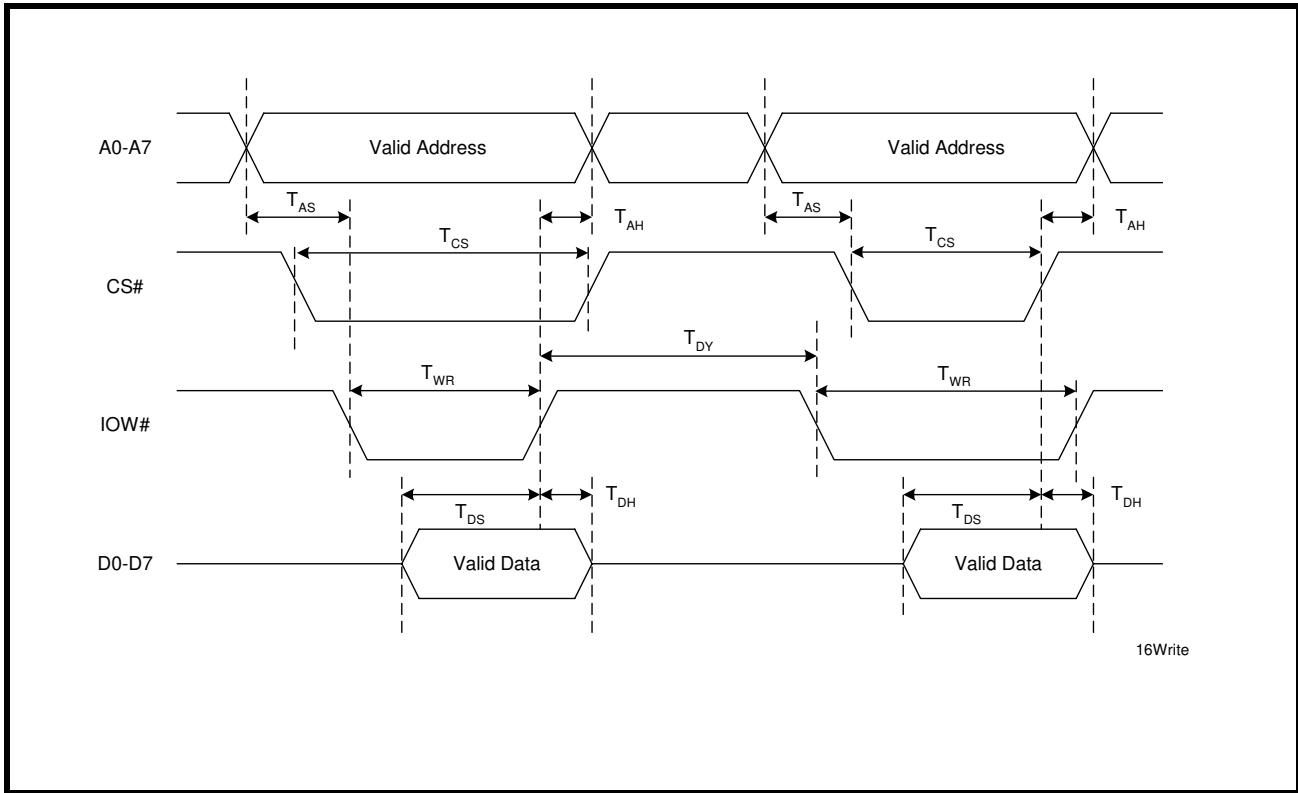 A0-A7
Valid Address
Valid Address
TAS
TAH
TAS
TAH
TCS
TCS
CS#
TDY
TWR
TWR
IOW#
TDS
TDH
TDS
TDH
D0-D7
Valid Data
Valid Data
16Write